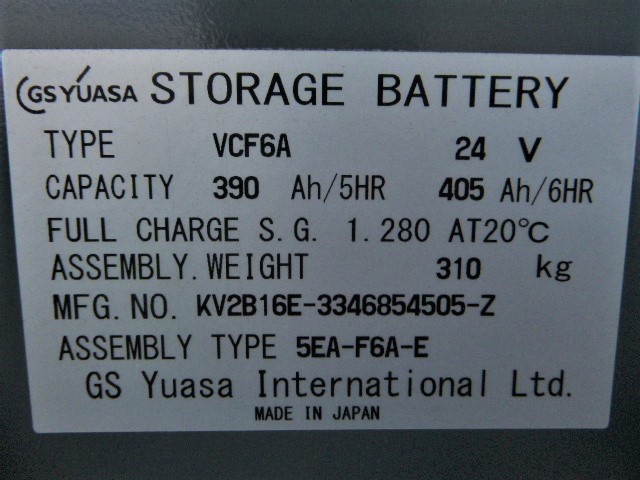 GS YUASA STORAGE BATTERY
TYPE VCF6A 24 V
CAPACITY 390 Ah/5HR 405 Ah/6HR
FULL CHARGE S.G. 1.280 AT20℃
ASSEMBLY.WEIGHT 310 kg
MFG.NO. KV2B16E-3346854505-Z
ASSEMBLY TYPE 5EA-F6A-E
GS Yuasa International Ltd.
MADE IN JAPAN